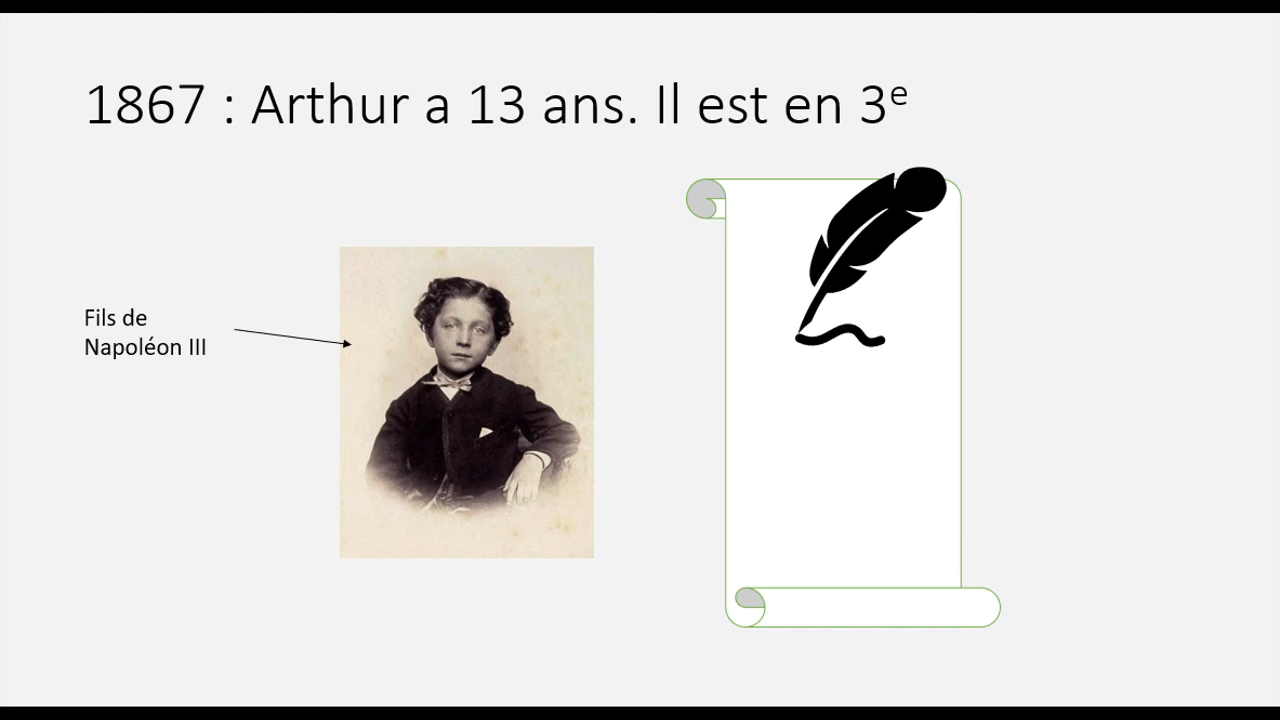 1867 : Arthur a 13 ans. Il est en 3ᵉ
Fils de
Napoléon III